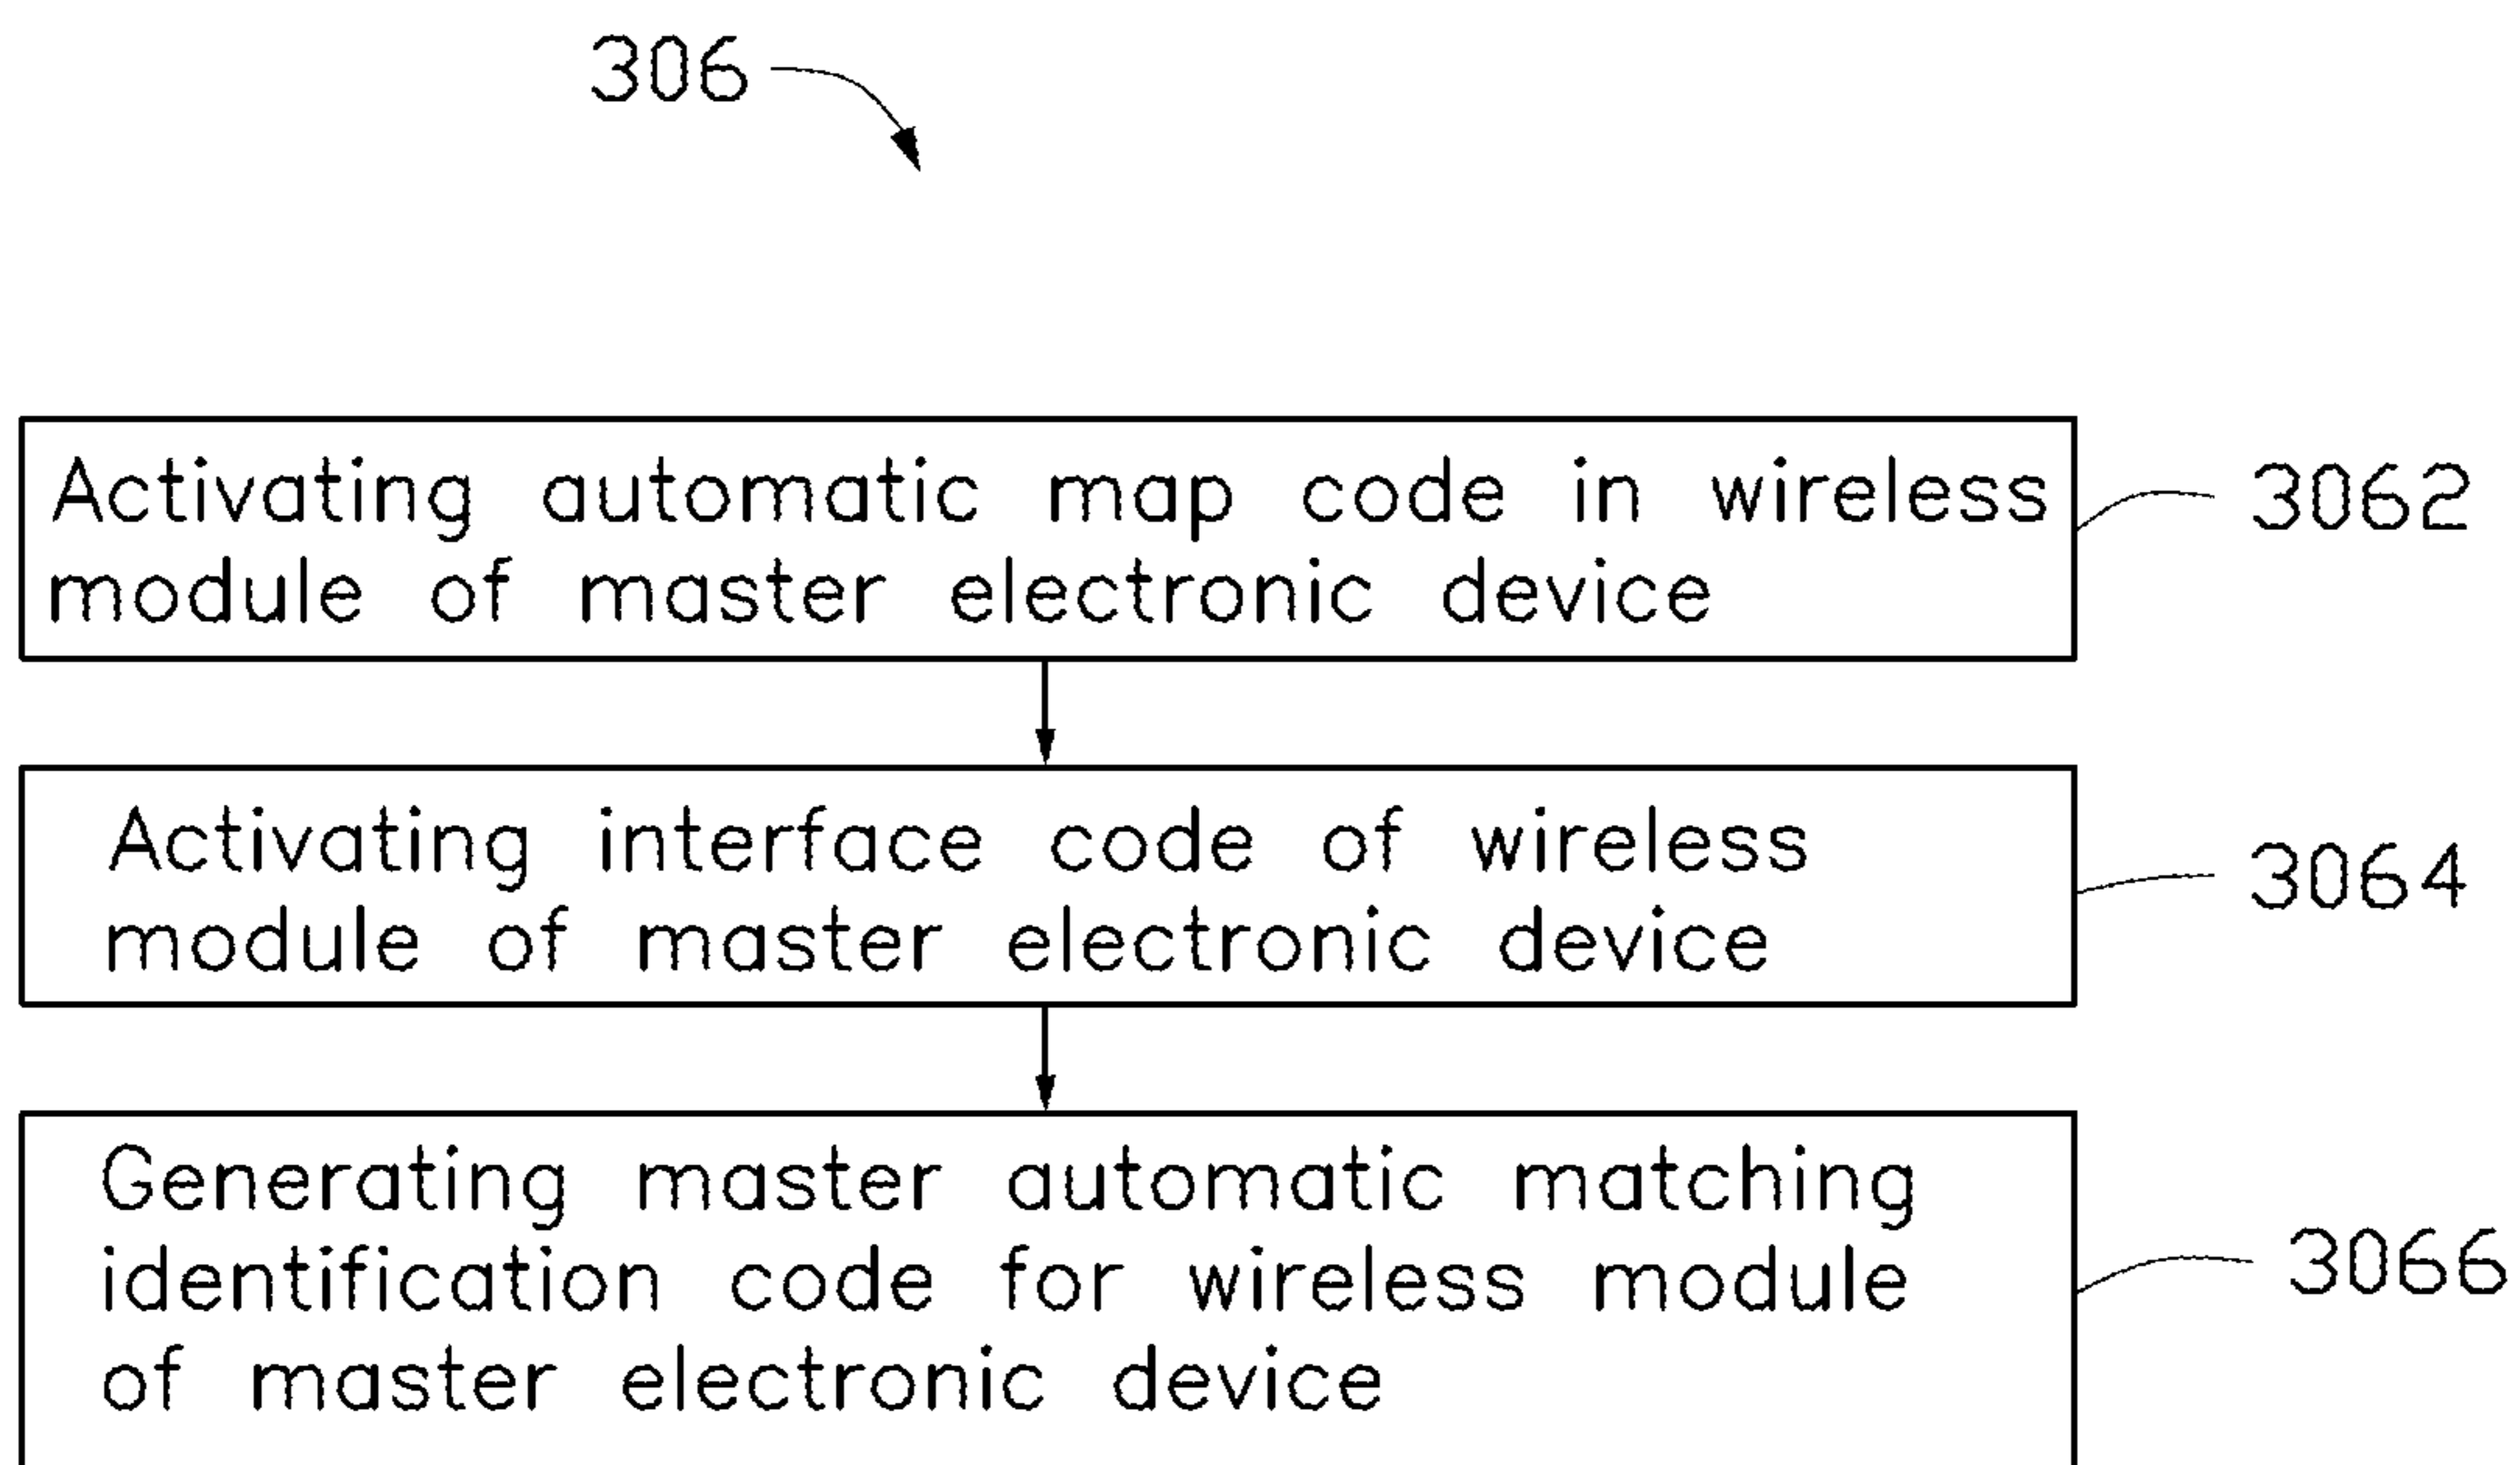 306
Activating automatic map code in wireless
module of master electronic device
3062
Activating interface code of wireless
module of master electronic device
3064
Generating master automatic matching
identification code for wireless module
of master electronic device
3066